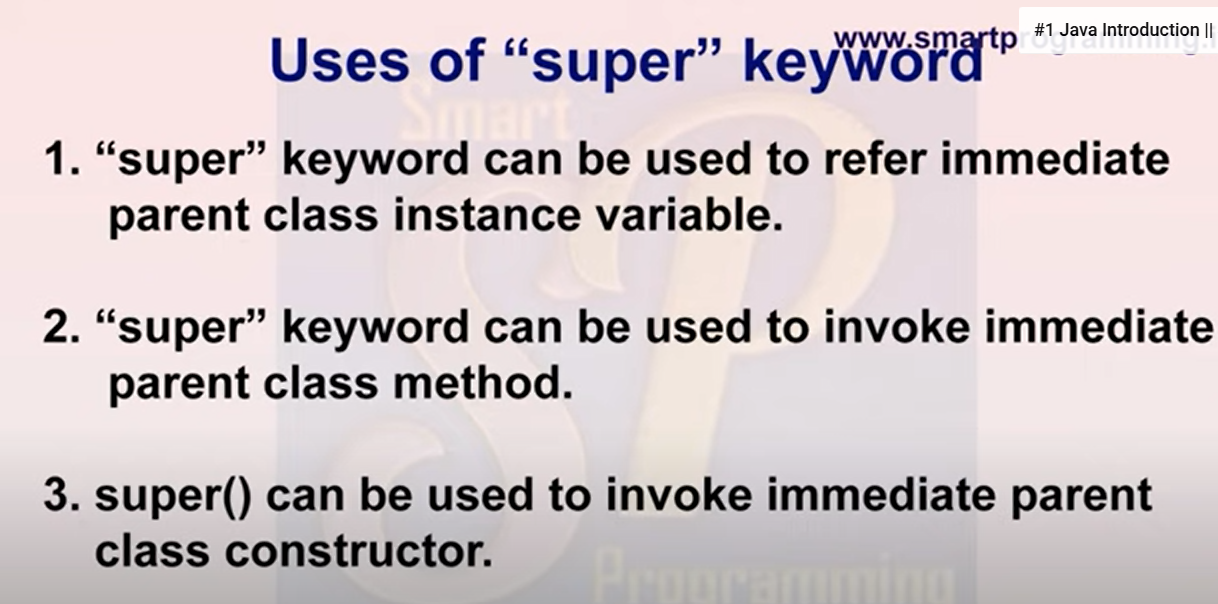 #1 Java Introduction ||
www.smartprogramming.i
Uses of “super” keyword
Smart
1. “super” keyword can be used to refer immediate
parent class instance variable.
2. “super” keyword can be used to invoke immediate
parent class method.
3. super() can be used to invoke immediate parent
class constructor.
SP
Programming